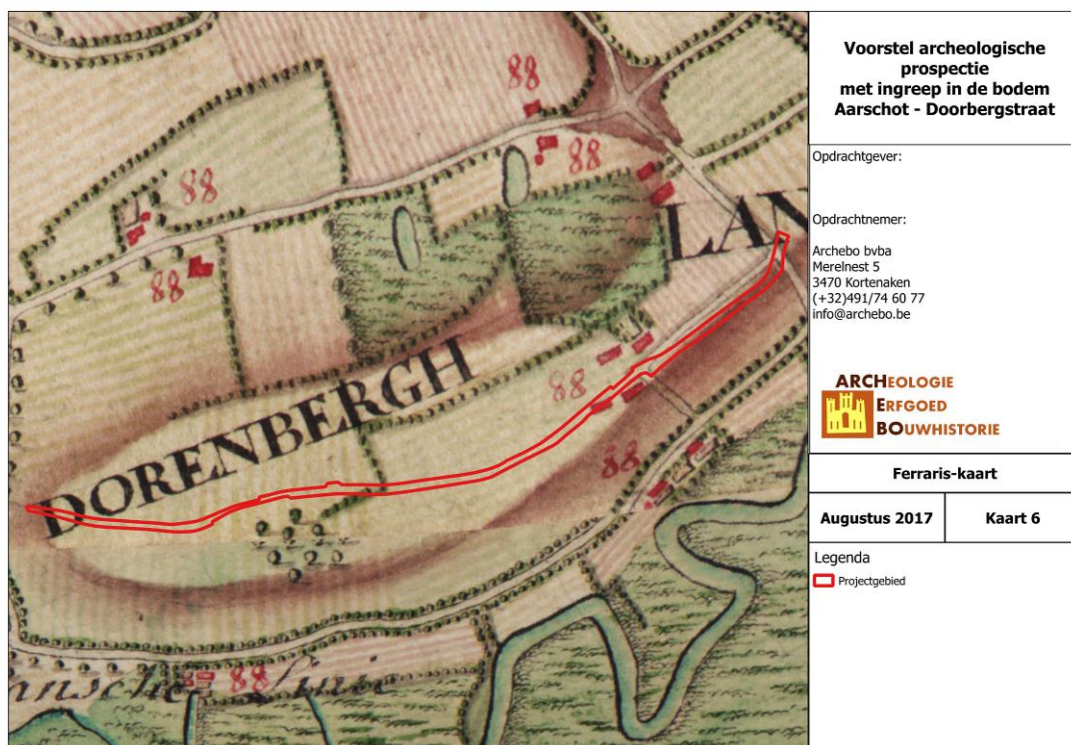 88
88
88
88
LAN
88
DORENBERGH
88
88
Linie
Voorstel archeologische
prospectie
met ingreep in de bodem
Aarschot - Doorbergstraat
Opdrachtgever:
Opdrachtnemer:
Archebo bvba
Merelnest 5
3470 Kortenaken
(+32)491/74 60 77
info@archebo.be
ARCHEOLOGIE
ERFGOED
BOUWHISTORIE
Ferraris-kaart
Augustus 2017
Kaart 6
Legenda
Projectgebied